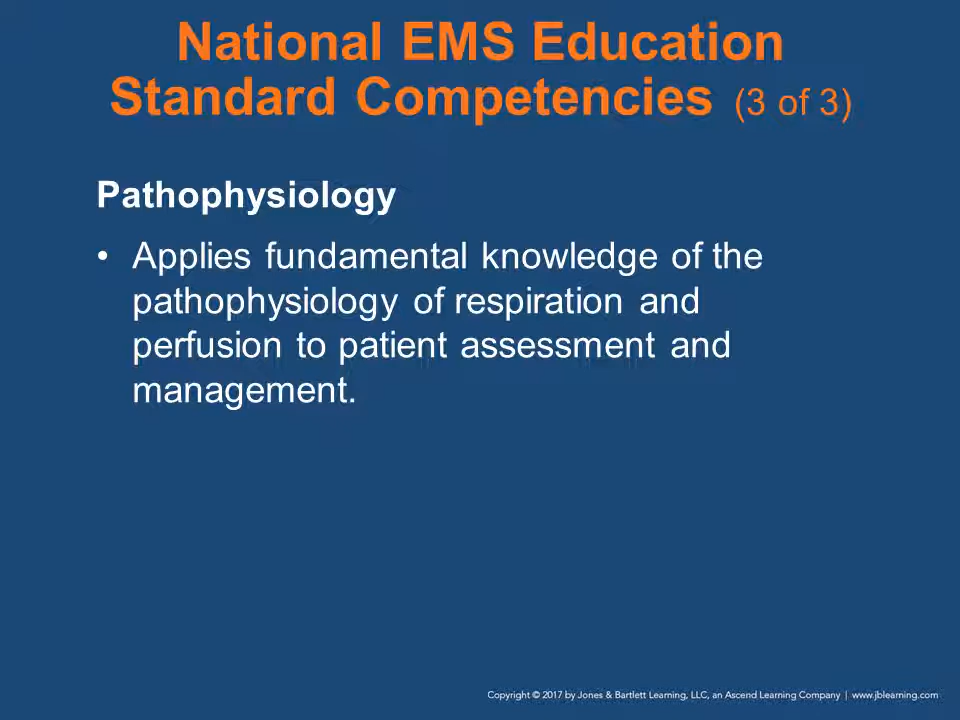 National EMS Education
Standard Competencies (3 of 3)
Pathophysiology
• Applies fundamental knowledge of the
pathophysiology of respiration and
perfusion to patient assessment and
management.
Copyright © 2017 by Jones & Bartlett Learning, LLC, an Ascend Learning Company | www.jblearning.com